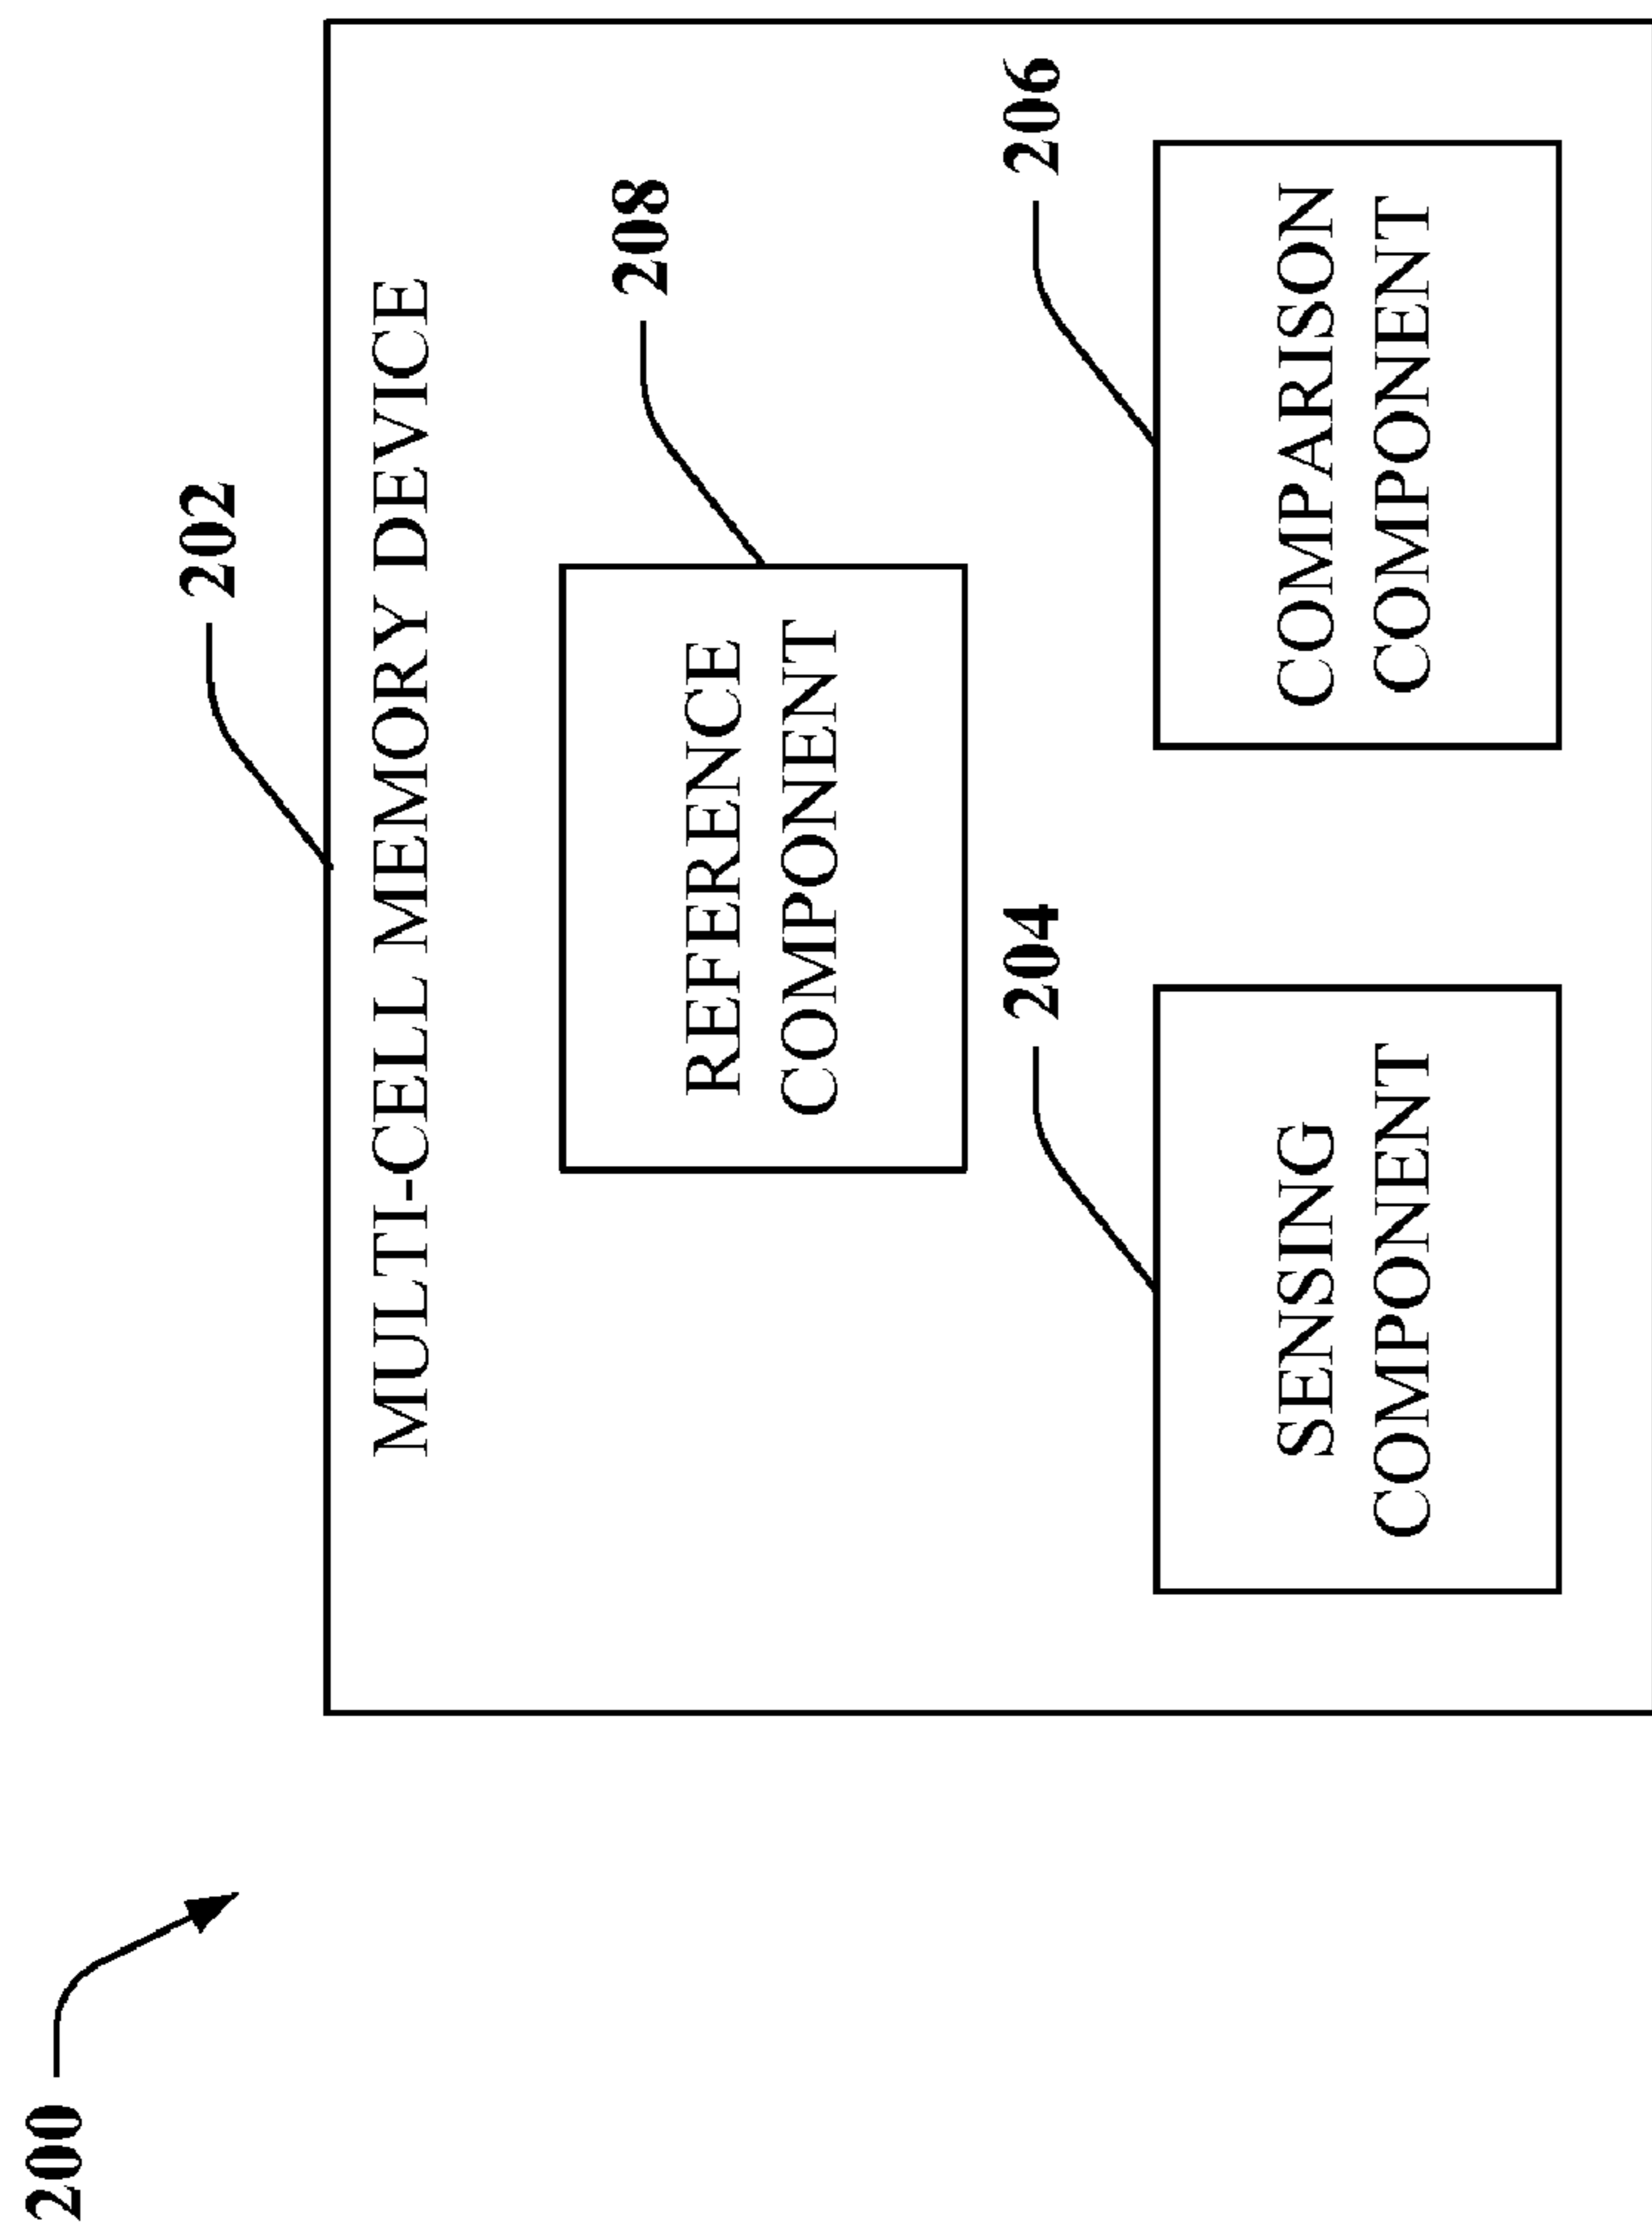 200
202
MULTI-CELL MEMORY DEVICE
208
REFERENCE
COMPONENT
204
206
SENSING
COMPONENT
COMPARISON
COMPONENT